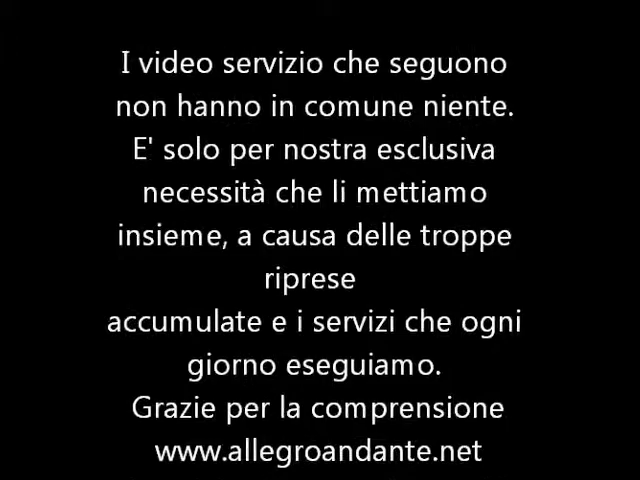 I video servizio che seguono
non hanno in comune niente.
E' solo per nostra esclusiva
necessità che li mettiamo
insieme, a causa delle troppe
riprese
accumulate e i servizi che ogni
giorno eseguiamo.
Grazie per la comprensione
www.allegroandante.net